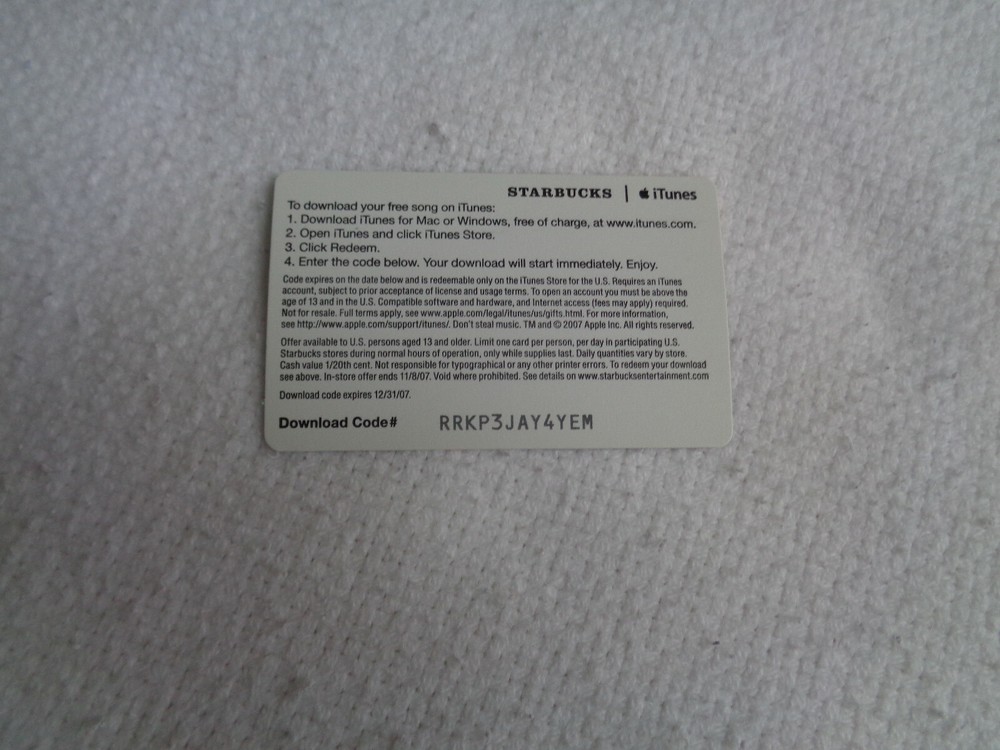 STARBUCKS | iTunes
To download your free song on iTunes:
1. Download iTunes for Mac or Windows, free of charge, at www.itunes.com.
2. Open iTunes and click iTunes Store.
3. Click Redeem.
4. Enter the code below. Your download will start immediately. Enjoy.
Code expires on the date below and is redeemable only on the iTunes Store for the U.S. Requires an iTunes
account, subject to prior acceptance of license and usage terms. To open an account you must be above the
age of 13 and in the U.S. Compatible software and hardware, and Internet access (fees may apply) required.
Not for resale. Full terms apply, see www.apple.com/legal/itunes/us/gifts.html. For more information,
see http://www.apple.com/support/itunes/. Don't steal music. TM and © 2007 Apple Inc. All rights reserved.
Offer available to U.S. persons aged 13 and older. Limit one card per person, per day in participating U.S.
Starbucks stores during normal hours of operation, only while supplies last. Daily quantities vary by store.
Cash value 1/20th cent. Not responsible for typographical or any other printer errors. To redeem your download
see above. In-store offer ends 11/8/07. Void where prohibited. See details on www.starbucksentertainment.com
Download code expires 12/31/07.
Download Code# RRKP3JAY4YEM